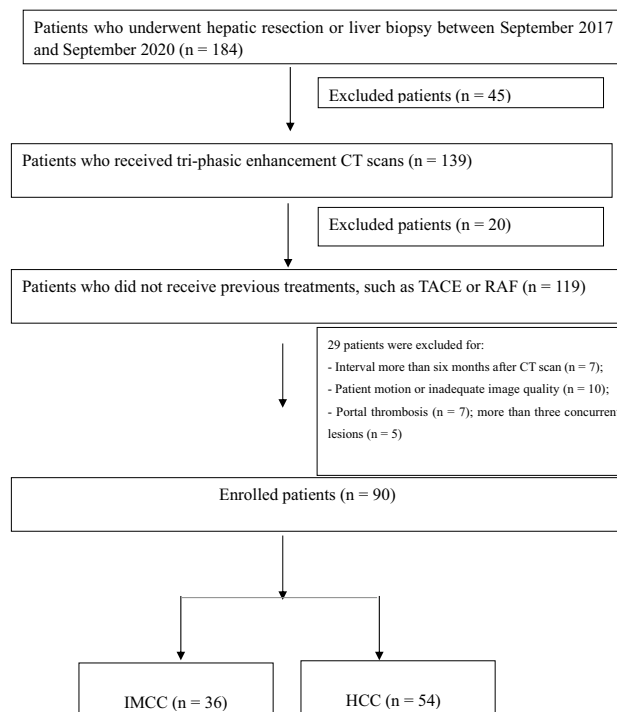 Patients who underwent hepatic resection or liver biopsy between September 2017
and September 2020 (n = 184)
Excluded patients (n = 45)
Patients who received tri-phasic enhancement CT scans (n = 139)
Excluded patients (n = 20)
Patients who did not receive previous treatments, such as TACE or RAF (n = 119)
29 patients were excluded for:
- Interval more than six months after CT scan (n = 7);
- Patient motion or inadequate image quality (n = 10);
- Portal thrombosis (n = 7); more than three concurrent
lesions (n = 5)
Enrolled patients (n = 90)
IMCC (n = 36)
HCC (n = 54)